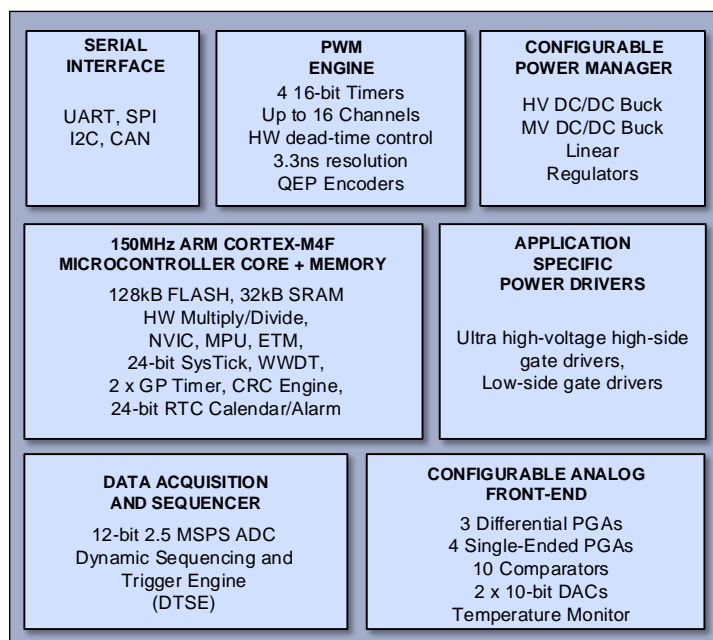 SERIAL
INTERFACE
UART, SPI
I2C, CAN
PWM
ENGINE
4 16-bit Timers
Up to 16 Channels
HW dead-time control
3.3ns resolution
QEP Encoders
CONFIGURABLE
POWER MANAGER
HV DC/DC Buck
MV DC/DC Buck
Linear
Regulators
150MHz ARM CORTEX-M4F
MICROCONTROLLER CORE + MEMORY
128kB FLASH, 32kB SRAM
HW Multiply/Divide,
NVIC, MPU, ETM,
24-bit SysTick, WWDT,
2 x GP Timer, CRC Engine,
24-bit RTC Calendar/Alarm
APPLICATION
SPECIFIC
POWER DRIVERS
Ultra high-voltage high-side
gate drivers,
Low-side gate drivers
DATA ACQUISITION
AND SEQUENCER
12-bit 2.5 MSPS ADC
Dynamic Sequencing and
Trigger Engine
(DTSE)
CONFIGURABLE ANALOG
FRONT-END
3 Differential PGAs
4 Single-Ended PGAs
10 Comparators
2 x 10-bit DACs
Temperature Monitor